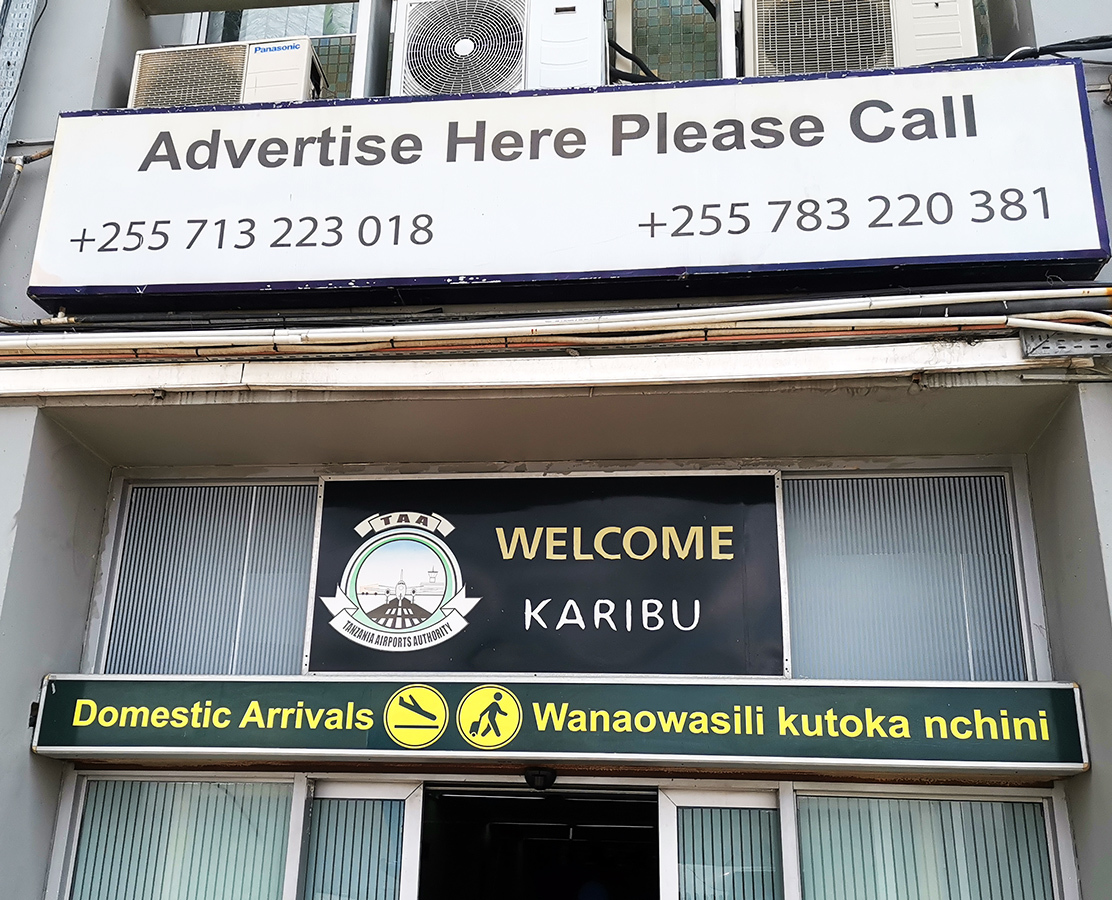 Panasonic
Advertise Here Please Call
+255 713 223 018
+255 783 220 381
TAA
TANZANIA AIRPORTS AUTHORITY
WELCOME
KARIBU
Domestic Arrivals
Wanaowasili kutoka nchini